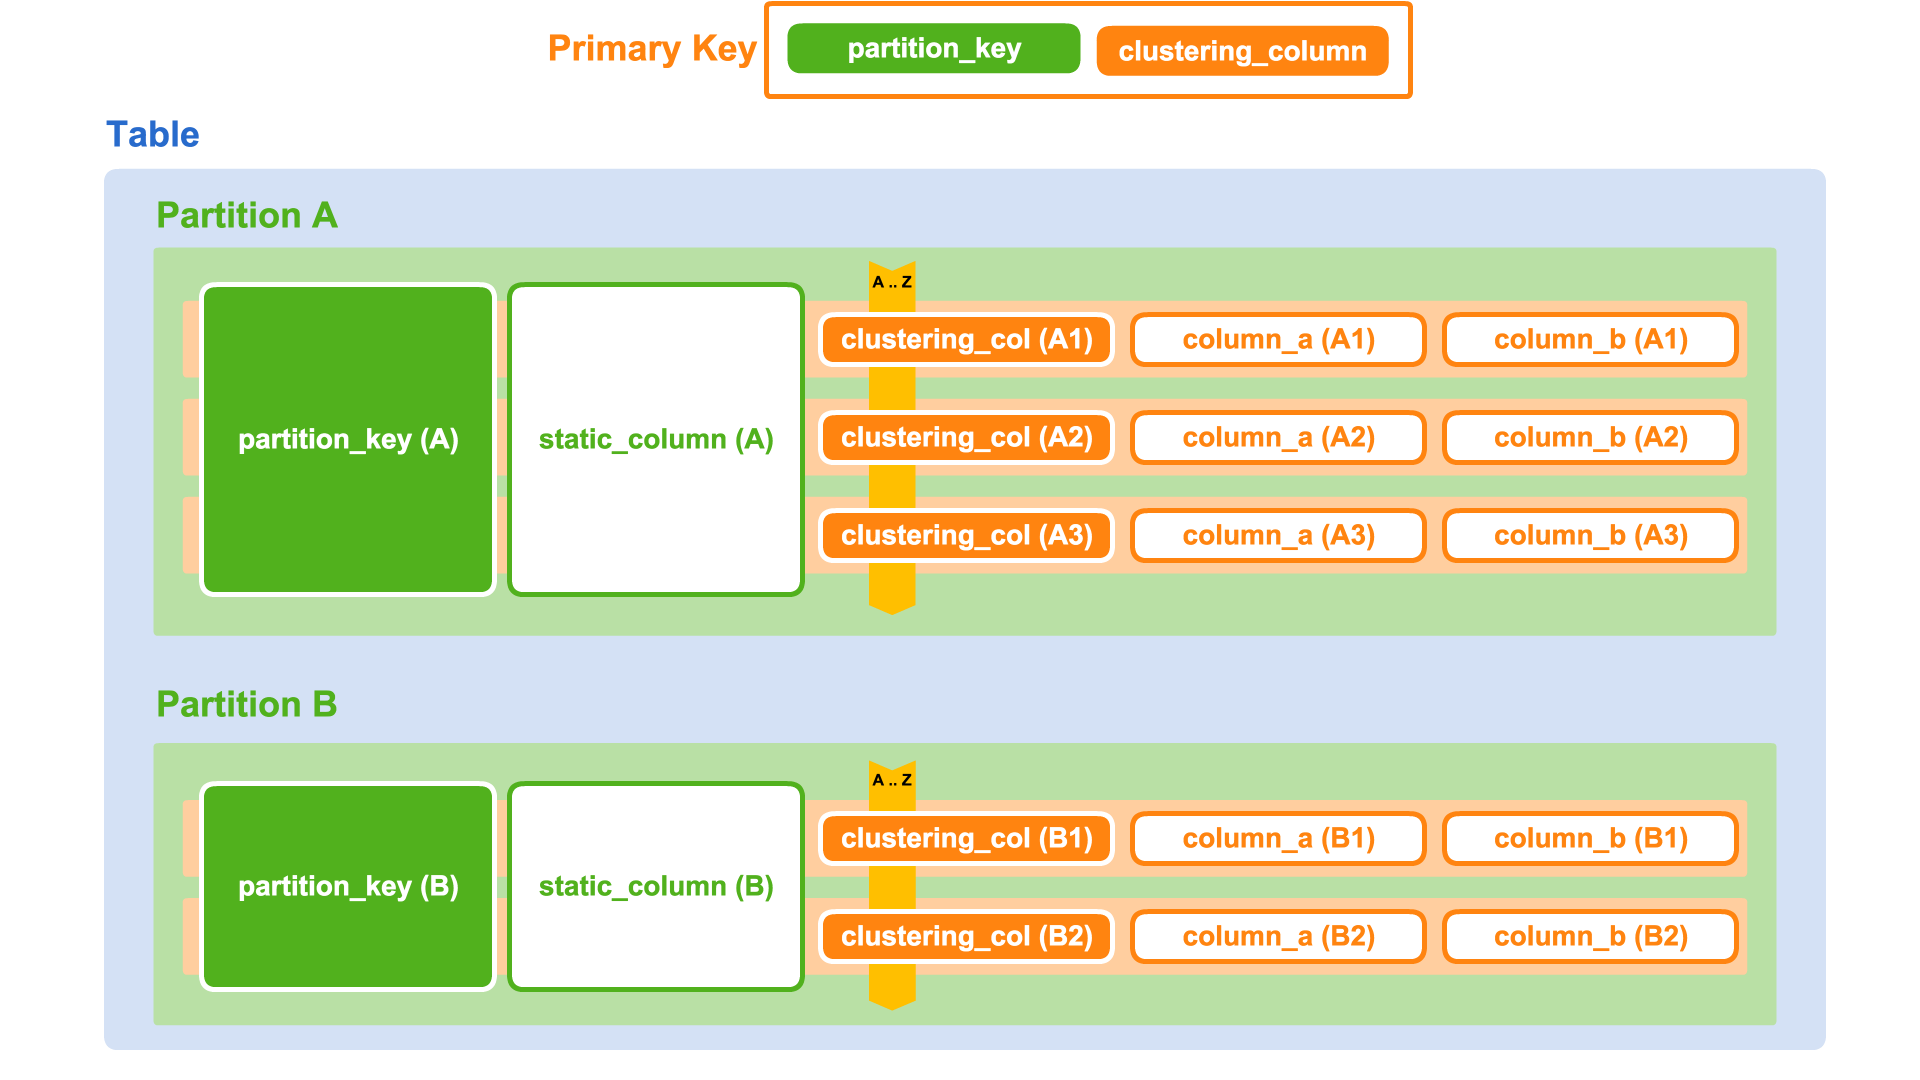 Primary Key
partition_key
clustering_column
Table
Partition A
A .. Z
partition_key (A)
static_column (A)
clustering_col (A1)
column_a (A1)
column_b (A1)
clustering_col (A2)
column_a (A2)
column_b (A2)
clustering_col (A3)
column_a (A3)
column_b (A3)
Partition B
A .. Z
partition_key (B)
static_column (B)
clustering_col (B1)
column_a (B1)
column_b (B1)
clustering_col (B2)
column_a (B2)
column_b (B2)